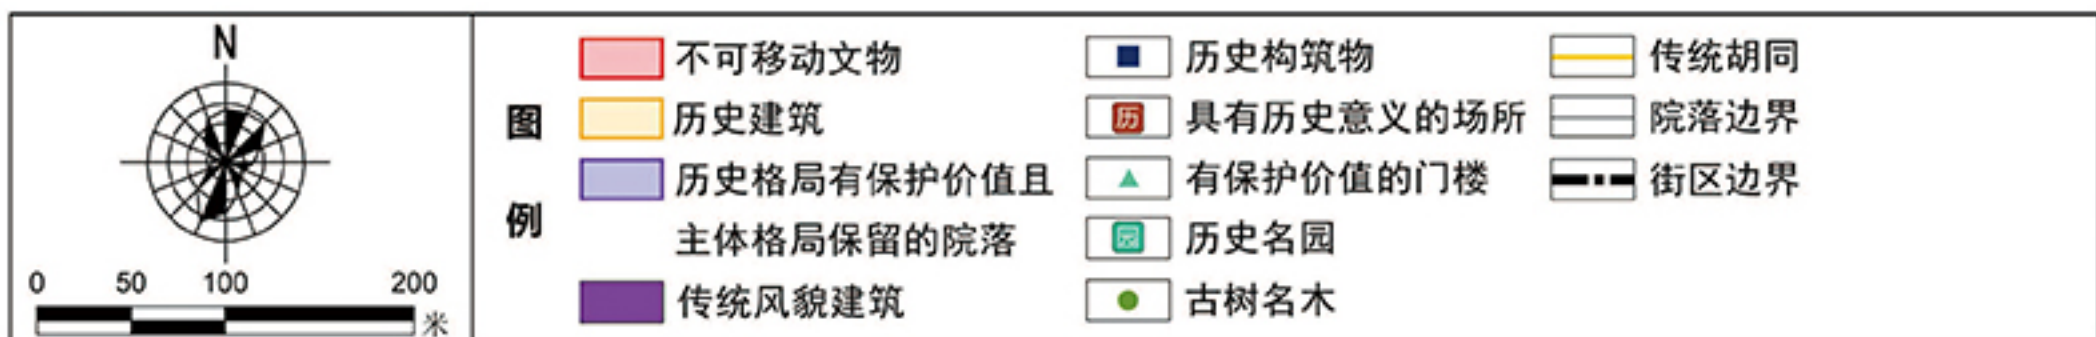 N
0 50 100 200
米
图
例
不可移动文物
历史建筑
历史格局有保护价值且
主体格局保留的院落
传统风貌建筑
历史构筑物
历 具有历史意义的场所
有保护价值的门楼
园 历史名园
古树名木
传统胡同
院落边界
街区边界